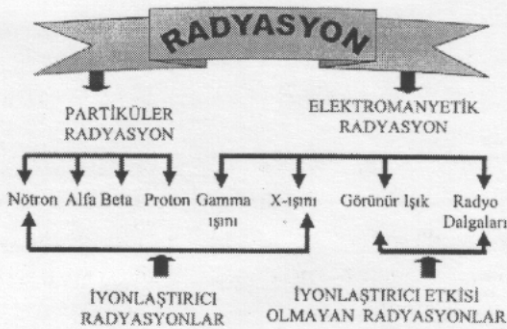 RADYASYON
PARTİKÜLER
RADYASYON
ELEKTROMANYETİK
RADYASYON
Nötron Alfa Beta Proton Gamma
ışını
X-ışını Görünür Işık Radyo
Dalgaları
İYONLAŞTIRICI
RADYASYONLAR
İYONLAŞTIRICI ETKİSİ
OLMAYAN RADYASYONLAR